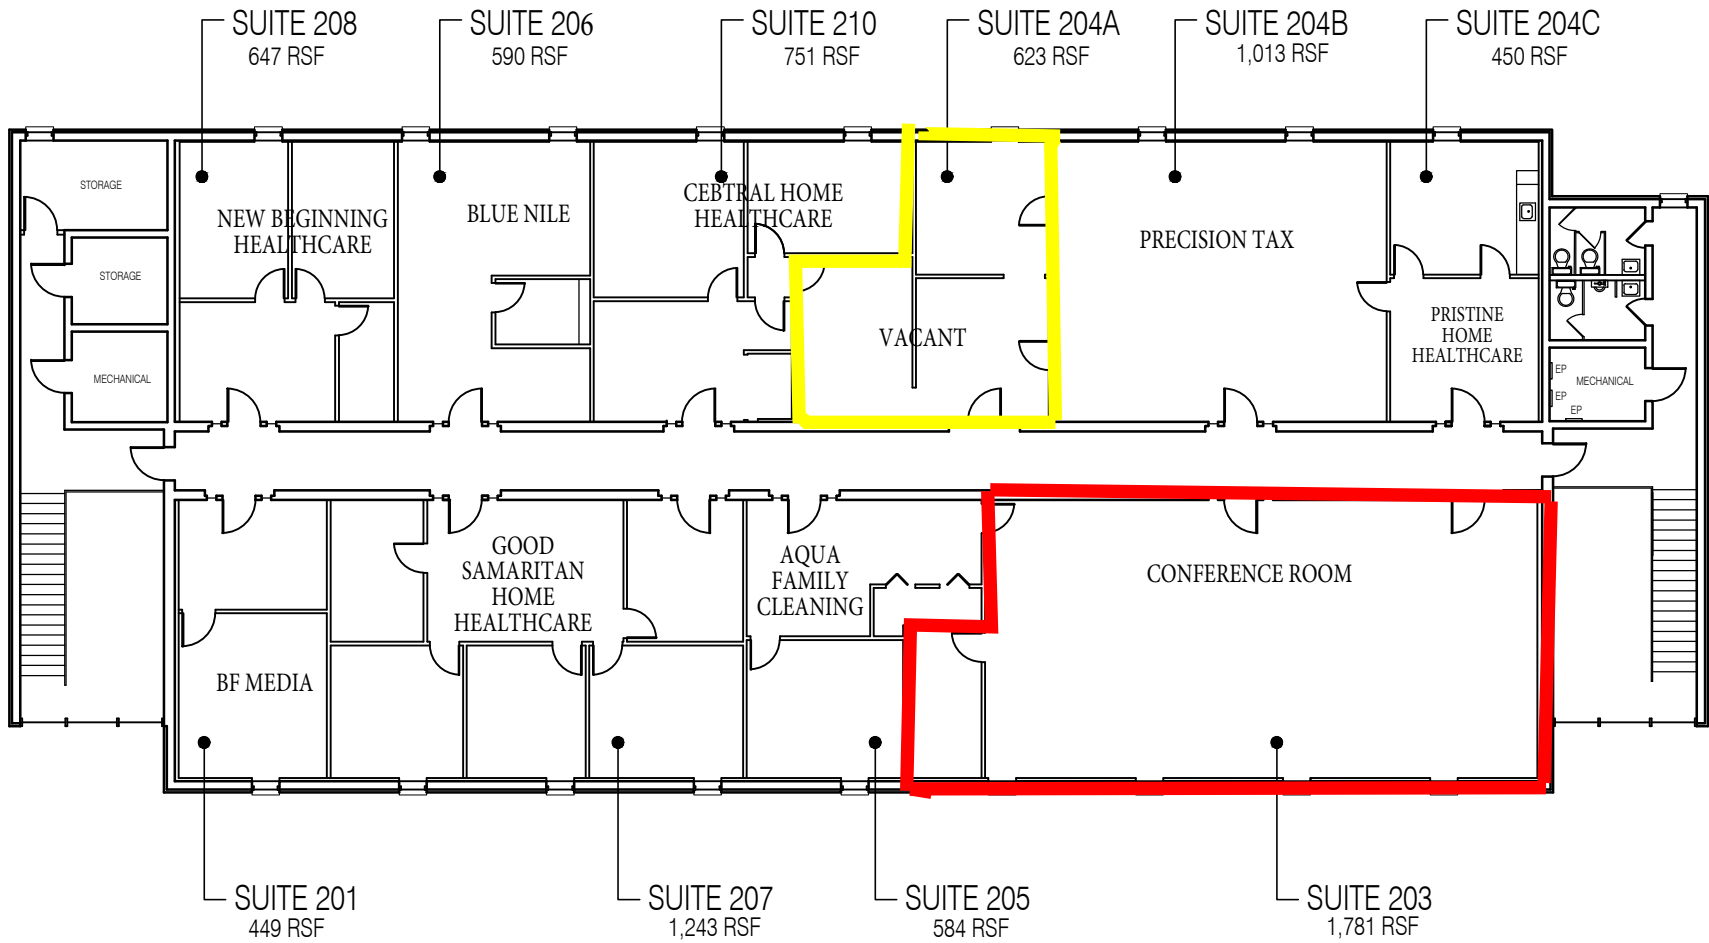 SUITE 208
647 RSF
SUITE 206
590 RSF
SUITE 210
751 RSF
SUITE 204A
623 RSF
SUITE 204B
1,013 RSF
SUITE 204C
450 RSF
STORAGE
STORAGE
MECHANICAL
NEW BEGINNING
HEALTHCARE
BLUE NILE
CEBTRAL HOME
HEALTHCARE
VACANT
PRECISION TAX
PRISTINE
HOME
HEALTHCARE
EP
EP
EP
MECHANICAL
BF MEDIA
GOOD
SAMARITAN
HOME
HEALTHCARE
AQUA
FAMILY
CLEANING
CONFERENCE ROOM
SUITE 201
449 RSF
SUITE 207
1,243 RSF
SUITE 205
584 RSF
SUITE 203
1,781 RSF